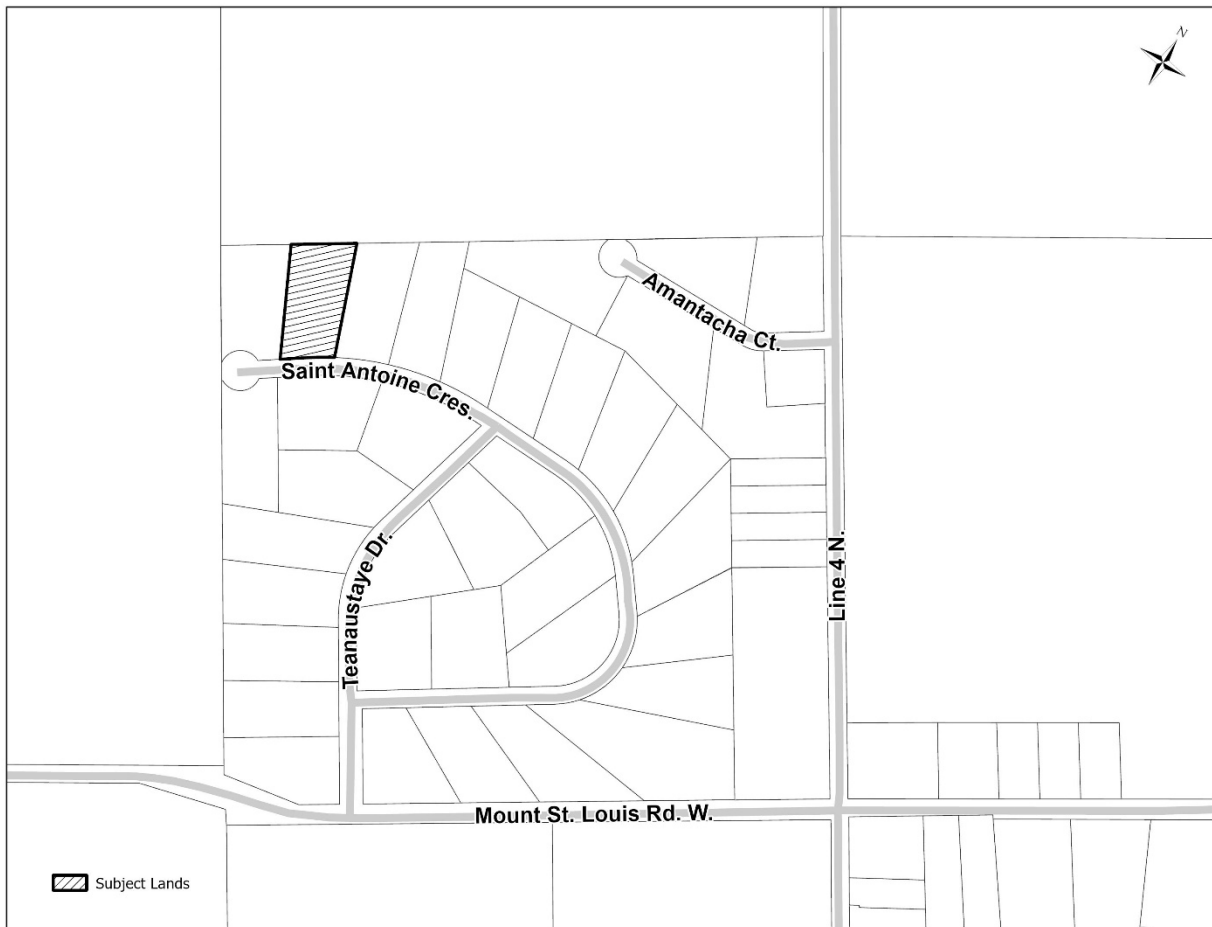 N
Amantacha Ct.
Saint Antoine Cres.
Teanaustaye Dr.
Line 4 N.
Mount St. Louis Rd. W.
Subject Lands